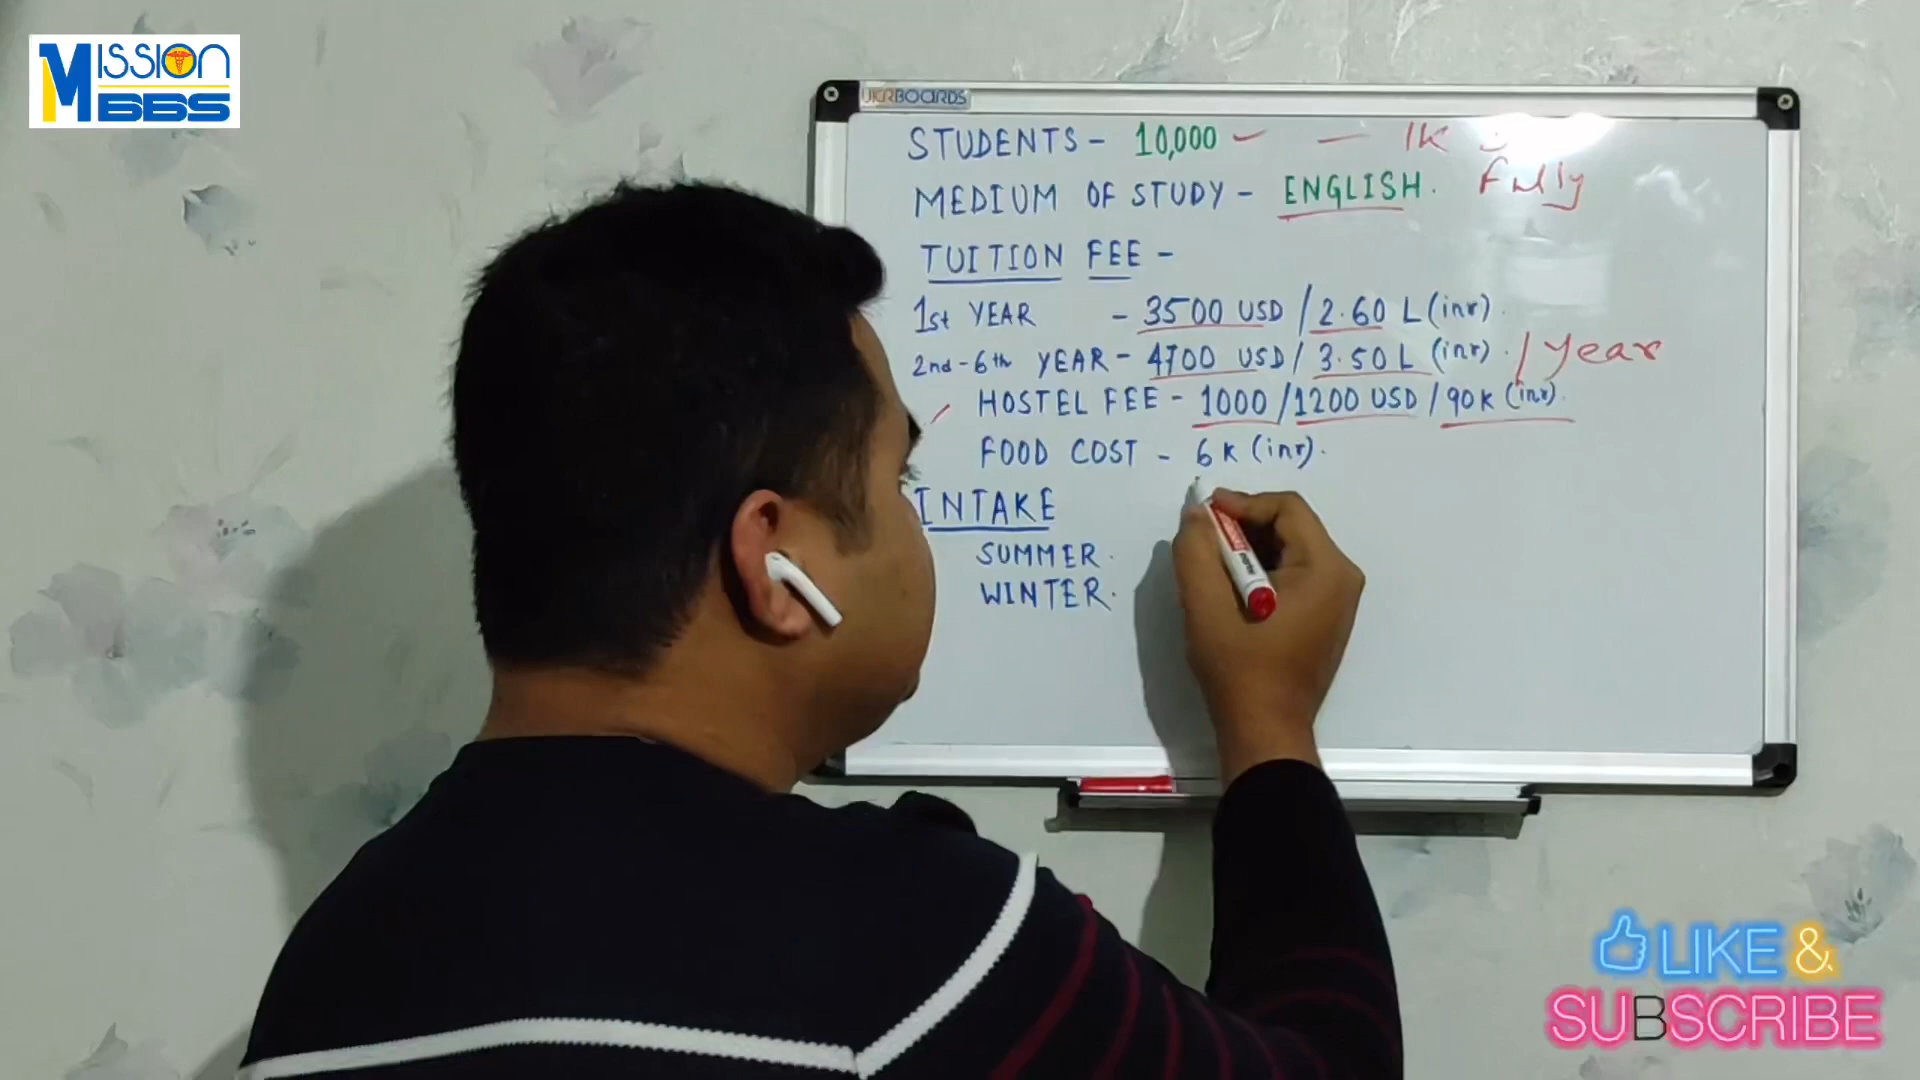 MISSION
MBBS
UKRBOARDS
STUDENTS - 10,000 - 1K
MEDIUM OF STUDY - ENGLISH. fully
TUITION FEE -
1st YEAR - 3500 USD / 2.60 L (inr).
2nd - 6th YEAR - 4700 USD / 3.50 L (inr). / year
HOSTEL FEE - 1000 / 1200 USD / 90K (inr).
FOOD COST - 6K (inr).
INTAKE
SUMMER.
WINTER.
LIKE &
SUBSCRIBE